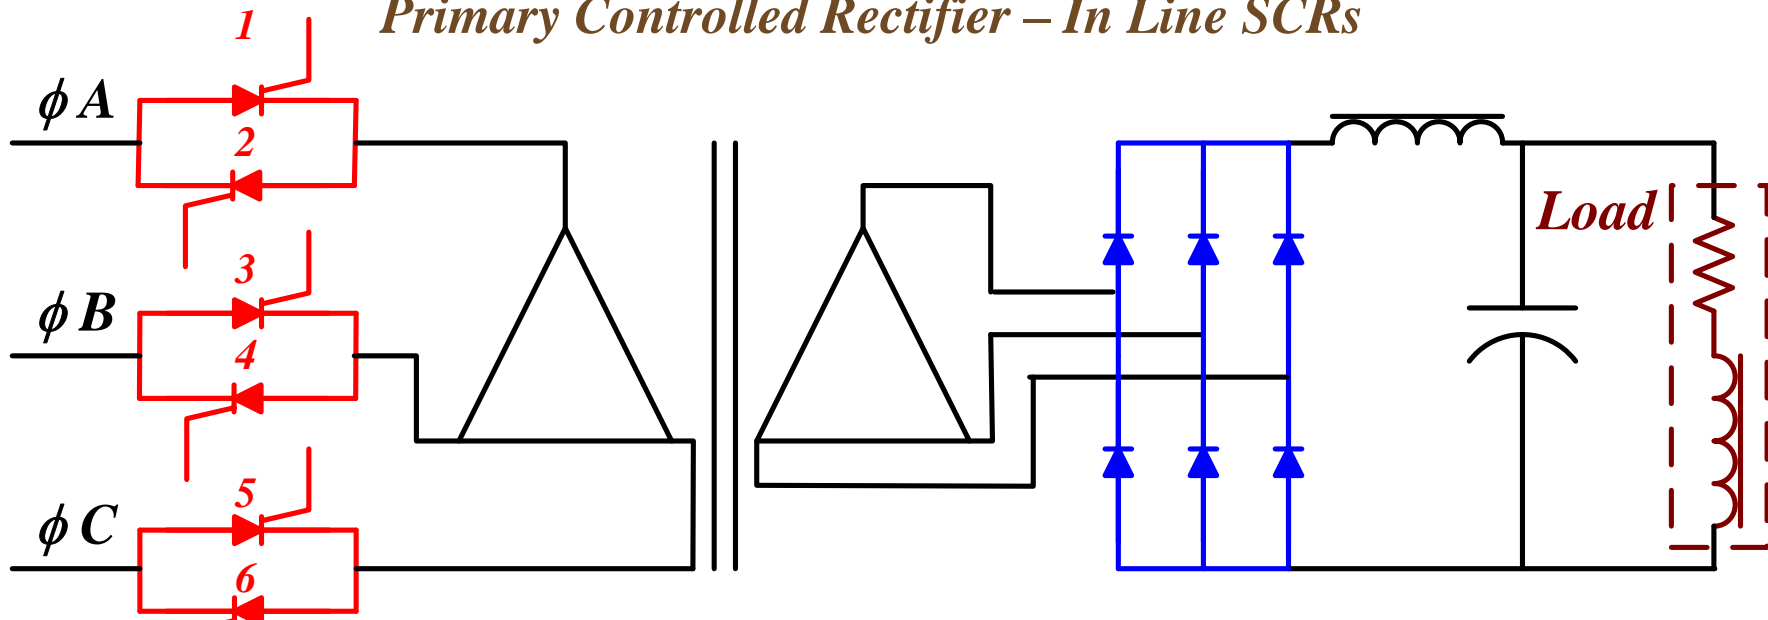 Primary Controlled Rectifier – In Line SCRs
1
ϕ A
2
Load
3
ϕ B
4
5
ϕ C
6